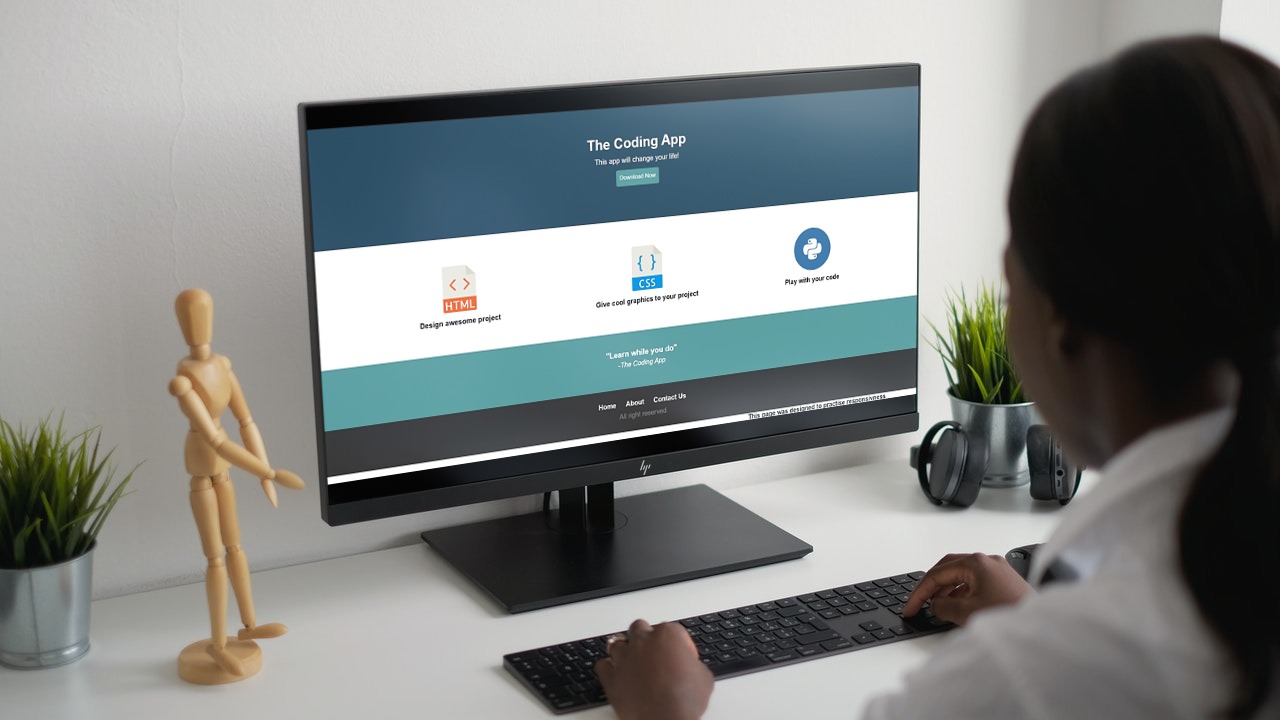 The Coding App
This app will change your life!
Download Now
HTML
Design awesome project
CSS
Give cool graphics to your project
Play with your code
"Learn while you do"
-The Coding App
Home About Contact Us
All right reserved
This page was designed to practise responsiveness
hp